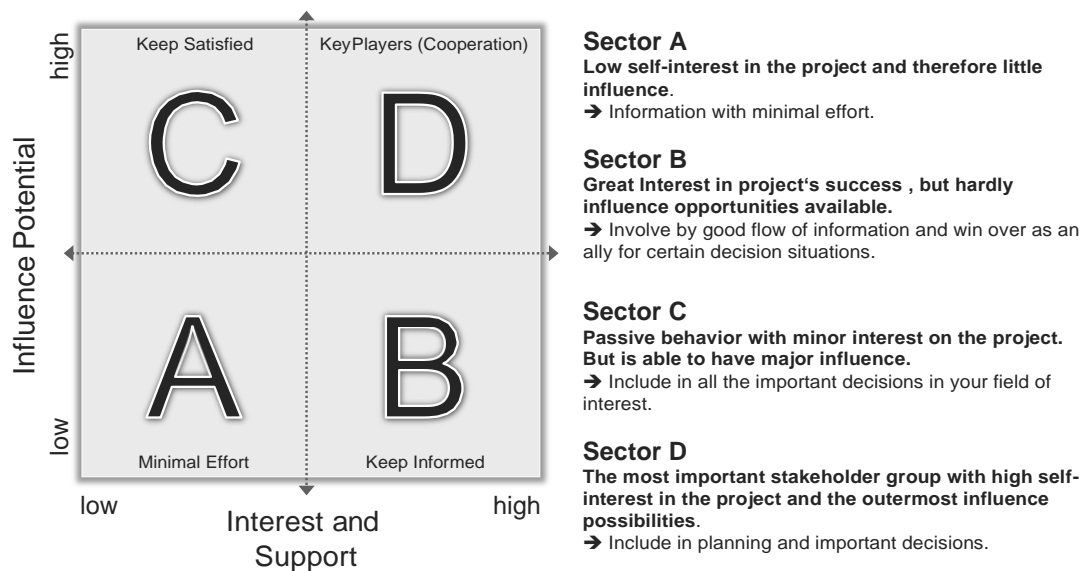 Keep Satisfied
KeyPlayers (Cooperation)
high
C
D
Influence Potential
A
B
low
Minimal Effort
Keep Informed
low
high
Interest and
Support
Sector A
Low self-interest in the project and therefore little
influence.
➔ Information with minimal effort.
Sector B
Great Interest in project‘s success , but hardly
influence opportunities available.
➔ Involve by good flow of information and win over as an
ally for certain decision situations.
Sector C
Passive behavior with minor interest on the project.
But is able to have major influence.
➔ Include in all the important decisions in your field of
interest.
Sector D
The most important stakeholder group with high self-
interest in the project and the outermost influence
possibilities.
➔ Include in planning and important decisions.